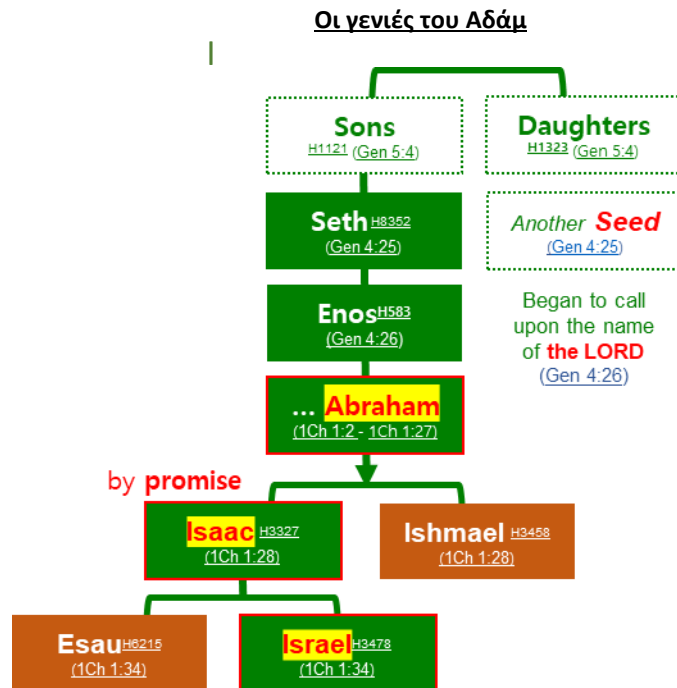 Οι γενιές του Αδάμ
Sons
H1121 (Gen 5:4)
Daughters
H1323 (Gen 5:4)
Seth H8352
(Gen 4:25)
Another Seed
(Gen 4:25)
Enos H583
(Gen 4:26)
Began to call
upon the name
of the LORD
(Gen 4:26)
... Abraham
(1Ch 1:2 - 1Ch 1:27)
by promise
Isaac H3327
(1Ch 1:28)
Ishmael H3458
(1Ch 1:28)
Esau H6215
(1Ch 1:34)
Israel H3478
(1Ch 1:34)